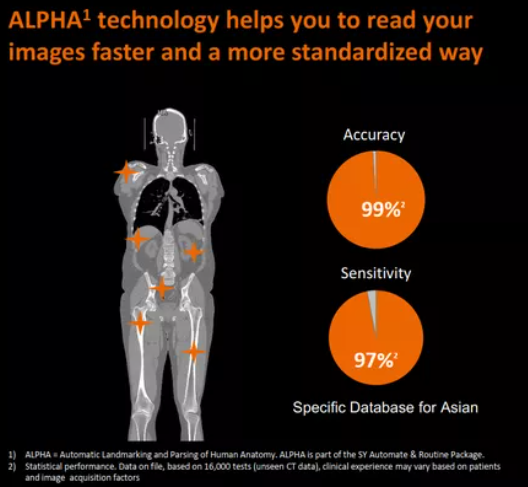 ALPHA¹ technology helps you to read your
images faster and a more standardized way
Accuracy
99%²
Sensitivity
97%²
Specific Database for Asian
1) ALPHA = Automatic Landmarking and Parsing of Human Anatomy. ALPHA is part of the SY Automate & Routine Package.
2) Statistical performance. Data on file, based on 16,000 tests (unseen CT data), clinical experience may vary based on patients
and image acquisition factors